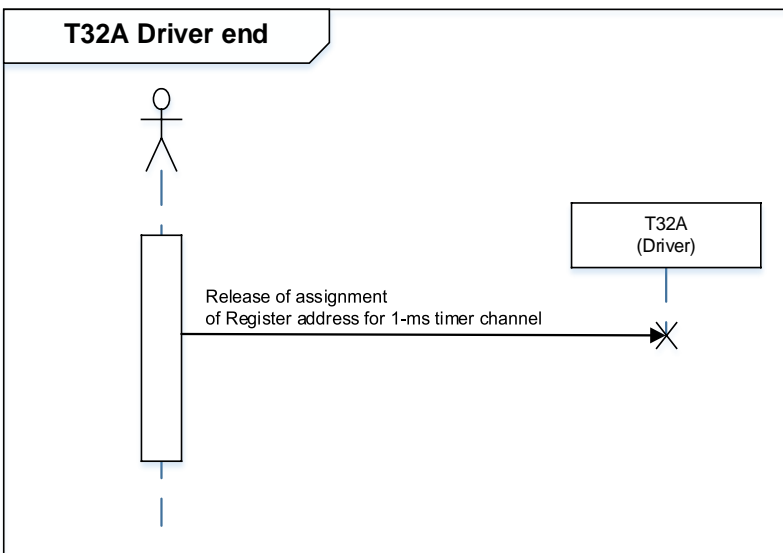 T32A Driver end
T32A
(Driver)
Release of assignment
of Register address for 1-ms timer channel